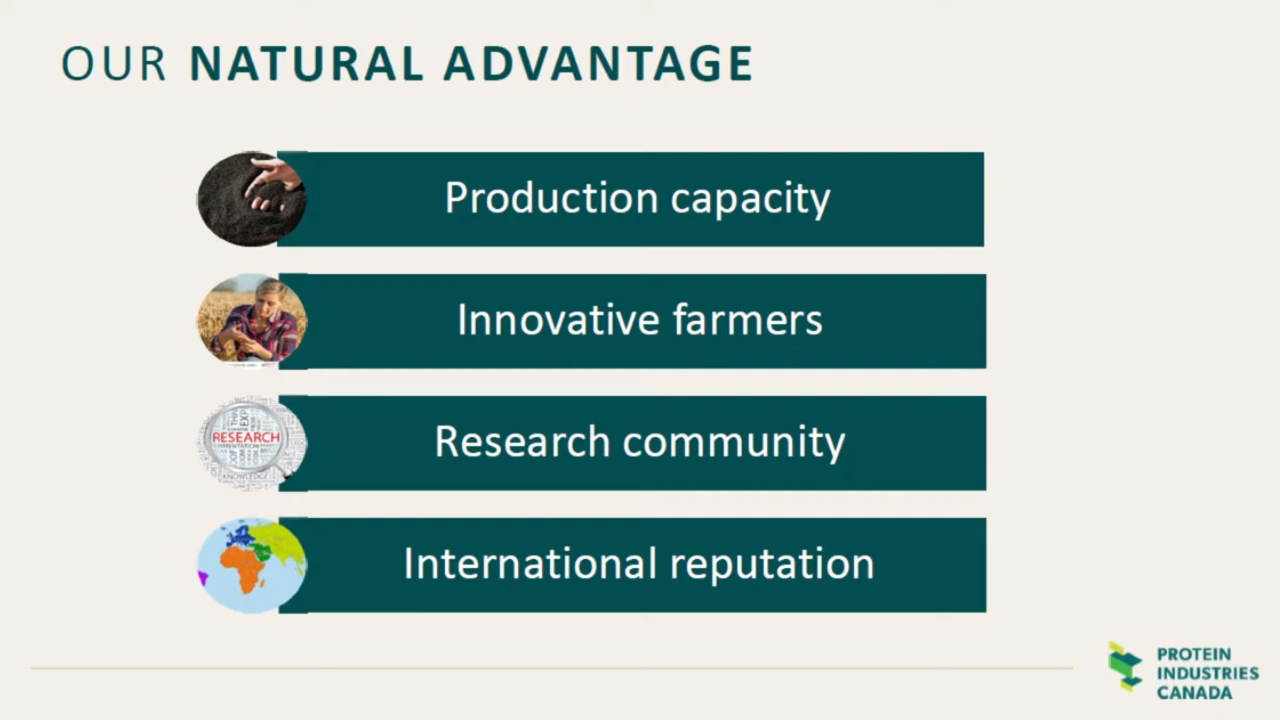 OUR NATURAL ADVANTAGE
Production capacity
Innovative farmers
RESEARCH
Research community
International reputation
PROTEIN
INDUSTRIES
CANADA